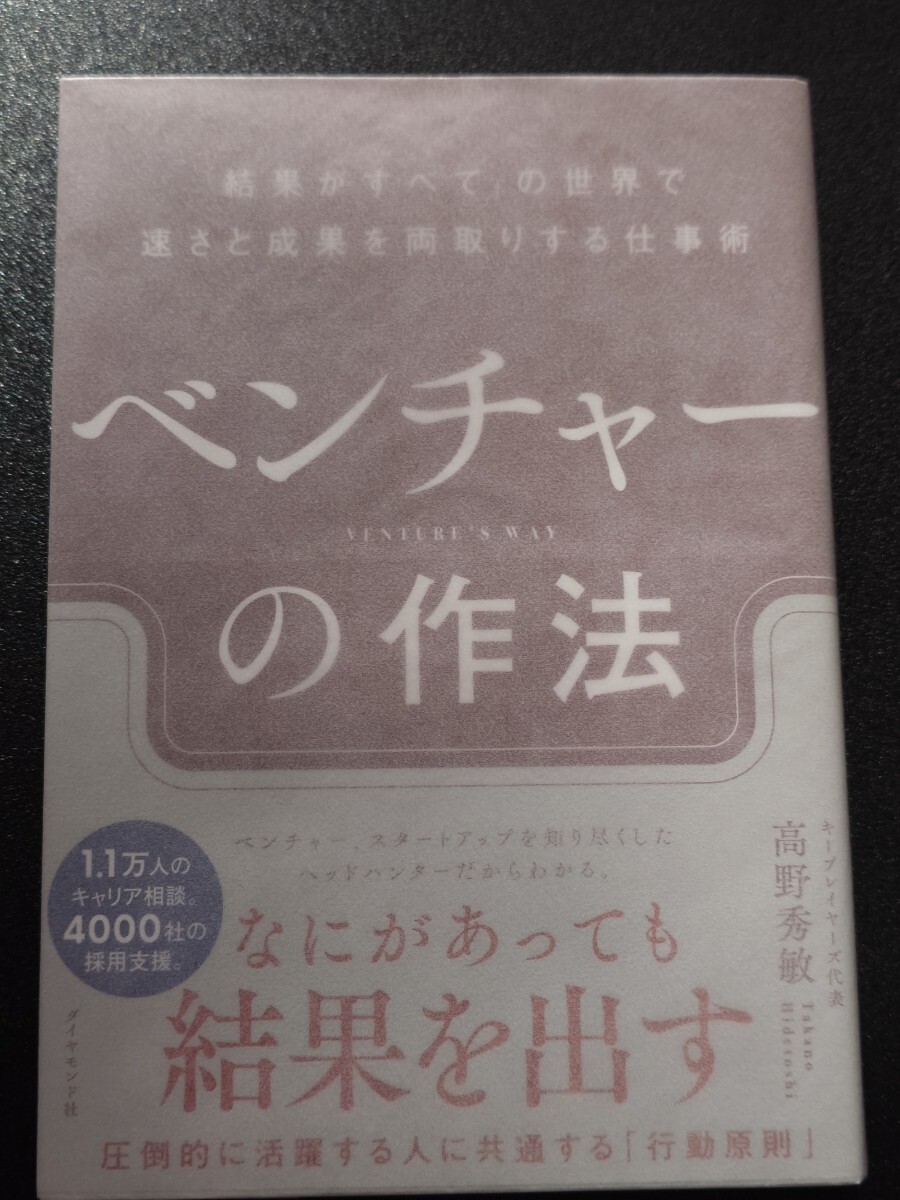 「結果がすべて」の世界で
速さと成果を両取りする仕事術
ベンチャー
VENTURE'S WAY
の作法
キープレイヤーズ代表
高野秀敏
Takano
Hidetoshi
ベンチャー、スタートアップを知り尽くした
ヘッドハンターだからわかる。
1.1万人の
キャリア相談。
4000社の
採用支援。
なにがあっても
結果を出す
圧倒的に活躍する人に共通する「行動原則」
ダイヤモンド社